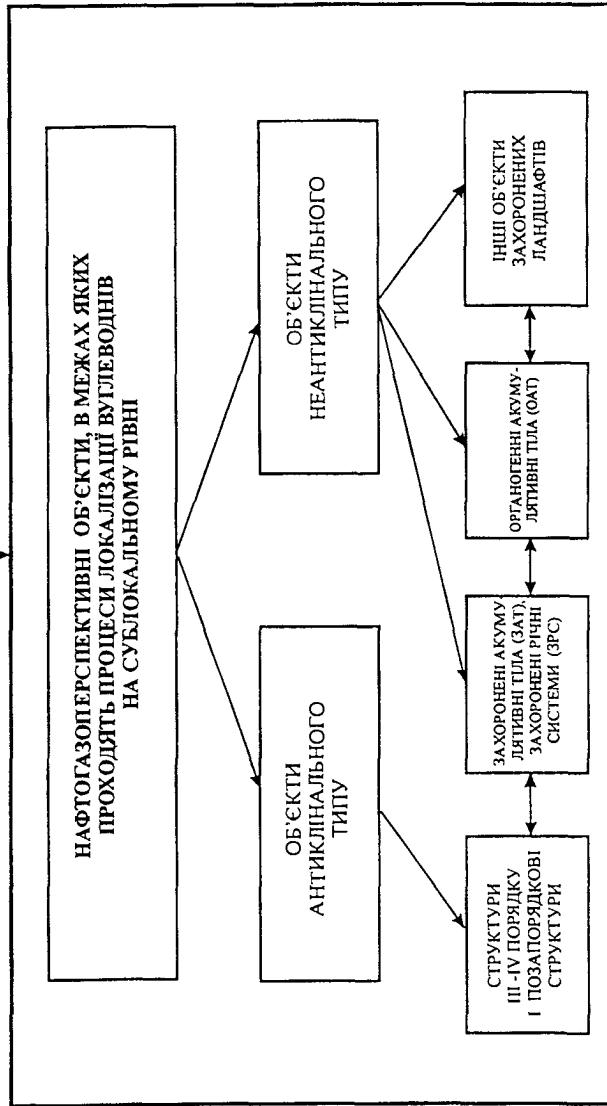 НАФТОГАЗОПЕРСПЕКТИВНІ ОБ’ЄКТИ, В МЕЖАХ ЯКИХ
ПРОХОДЯТЬ ПРОЦЕСИ ЛОКАЛІЗАЦІЇ ВУГЛЕВОДНІВ
НА СУБЛОКАЛЬНОМУ РІВНІ
ОБ’ЄКТИ
АНТИКЛІНАЛЬНОГО
ТИПУ
ОБ’ЄКТИ
НЕАНТИКЛІНАЛЬНОГО
ТИПУ
СТРУКТУРИ
III -IV ПОРЯДКУ
І ПОЗАПОРЯДКОВІ
СТРУКТУРИ
ЗАХОРОНЕНІ АКУМУ
ЛЯТИВНІ ТІЛА (ЗАТ),
ЗАХОРОНЕНІ РІЧНІ
СИСТЕМИ (ЗРС)
ОРГАНОГЕННІ АКУМУ-
ЛЯТИВНІ ТІЛА (ОАТ)
ІНШІ ОБ’ЄКТИ
ЗАХОРОНЕНИХ
ЛАНДШАФТІВ